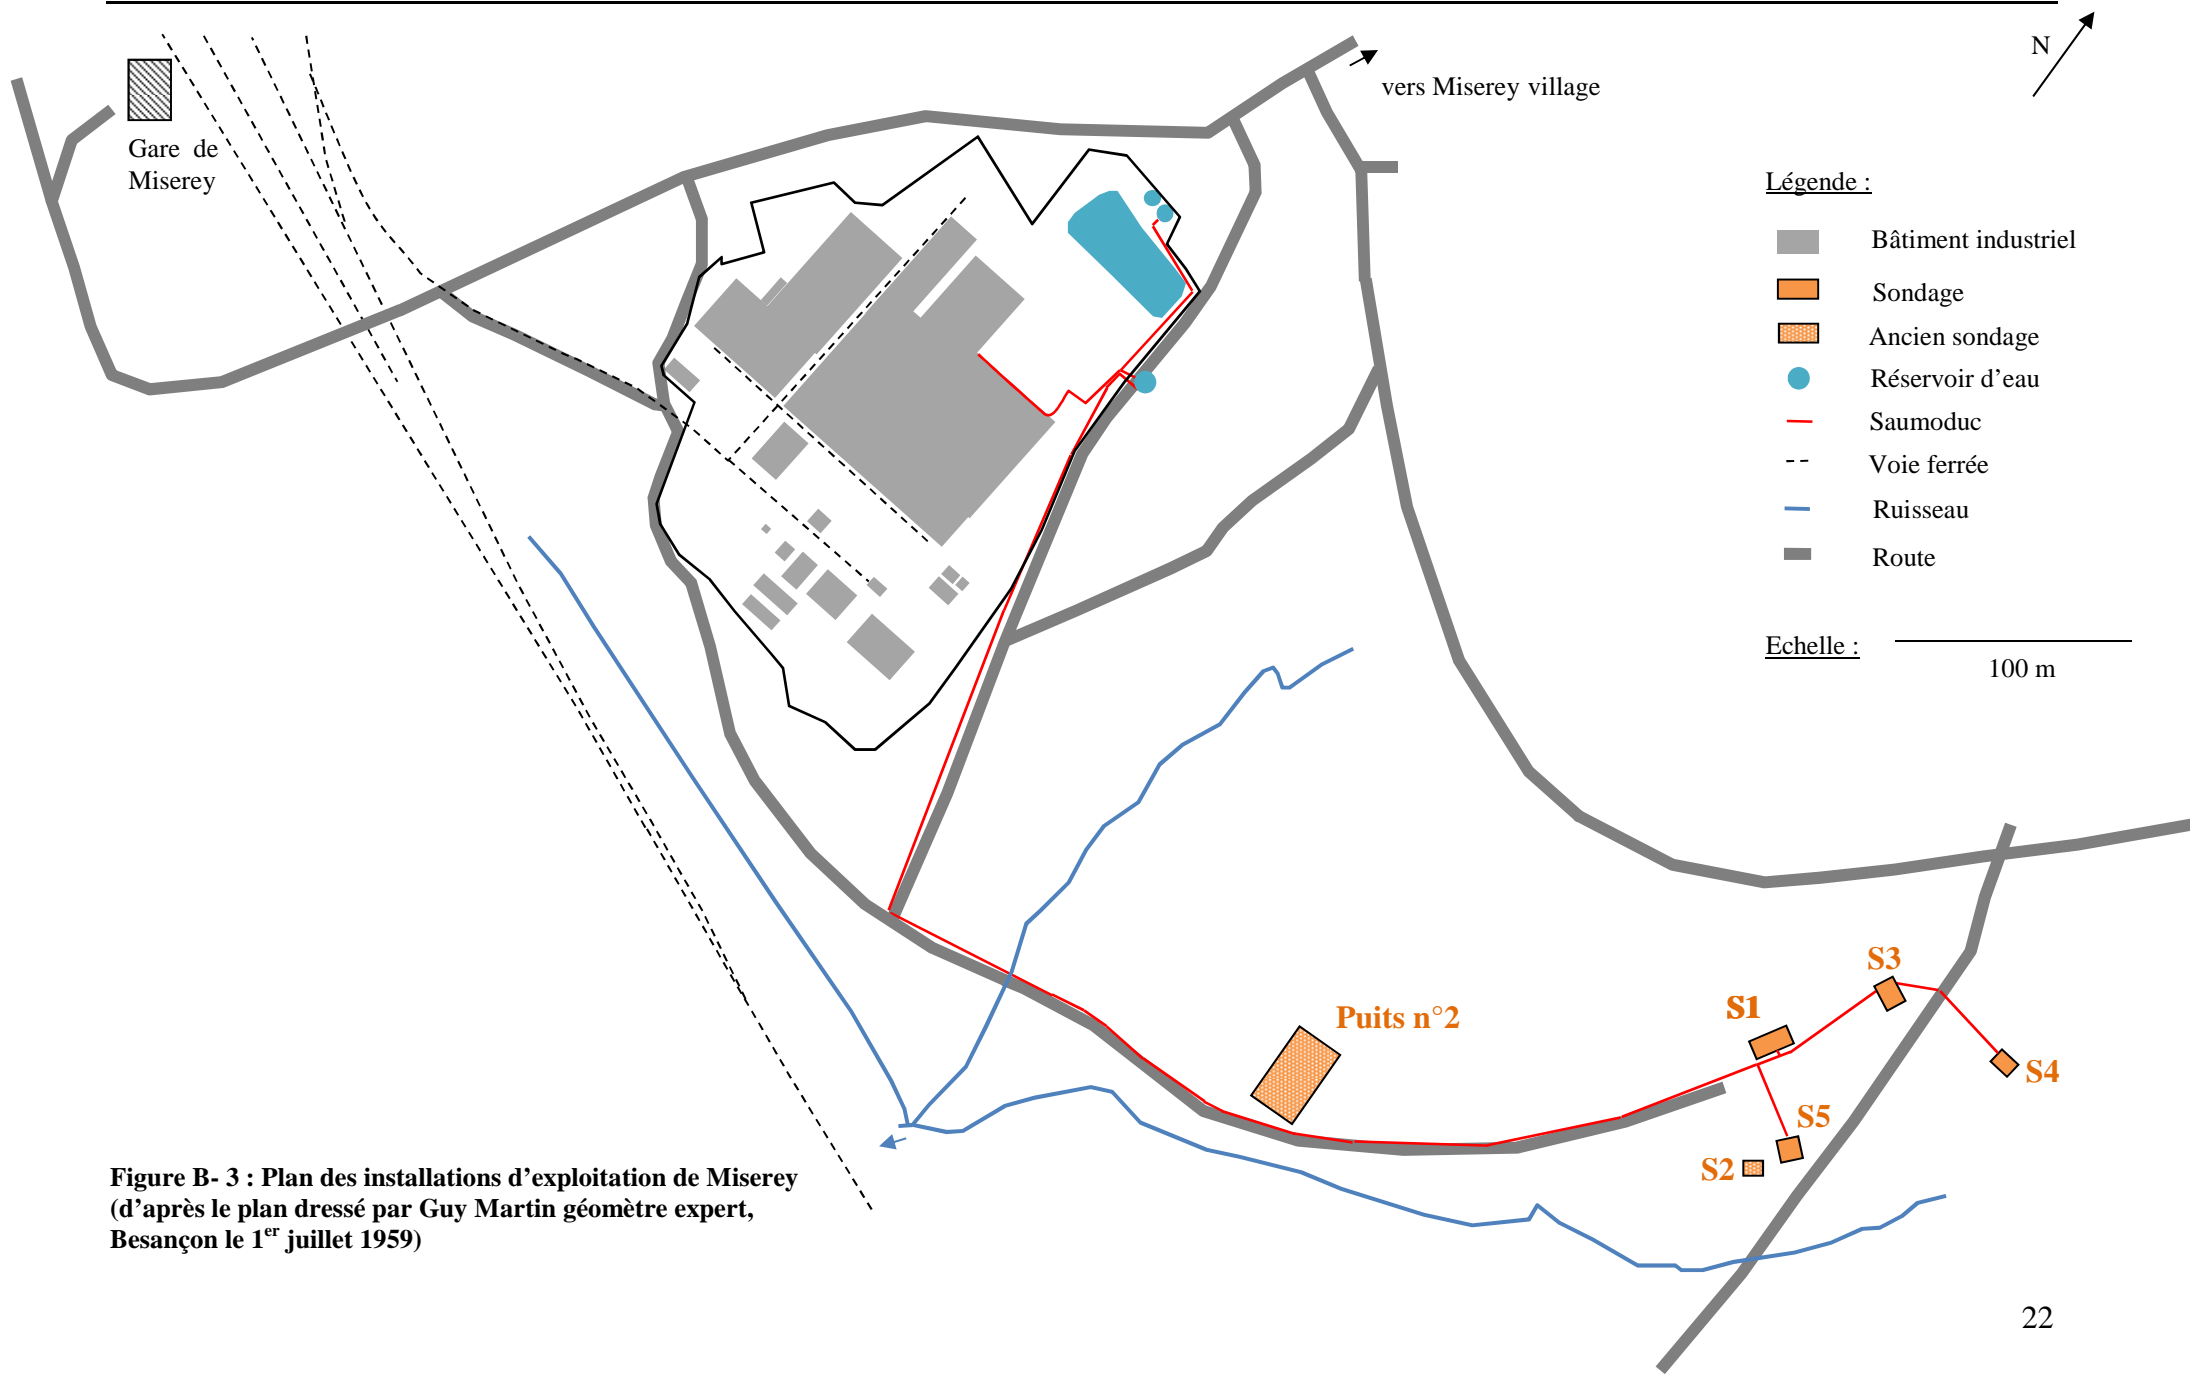 N
vers Miserey village
Gare de
Miserey
Légende :
Bâtiment industriel
Sondage
Ancien sondage
Réservoir d’eau
Saumoduc
Voie ferrée
Ruisseau
Route
Echelle :
100 m
S3
S1
Puits n°2
S4
S5
S2
Figure B- 3 : Plan des installations d’exploitation de Miserey
(d’après le plan dressé par Guy Martin géomètre expert,
Besançon le 1er juillet 1959)
22